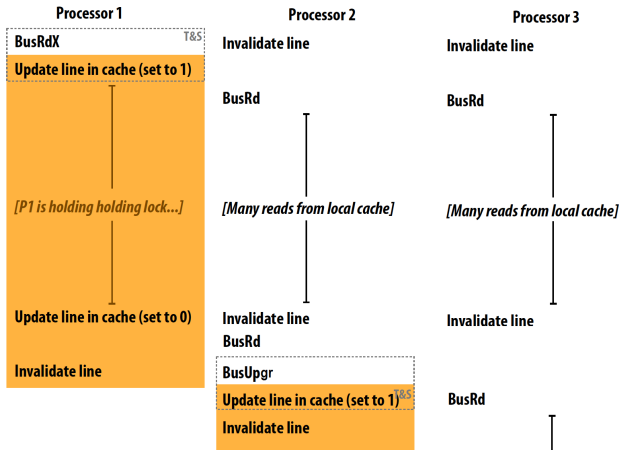 Processor 1
Processor 2
Processor 3
BusRdX
T&S
Update line in cache (set to 1)
[P1 is holding holding lock...]
Update line in cache (set to 0)
Invalidate line
Invalidate line
BusRd
[Many reads from local cache]
Invalidate line
BusRd
BusUpgr
Update line in cache (set to 1)
T&S
Invalidate line
Invalidate line
BusRd
[Many reads from local cache]
Invalidate line
BusRd